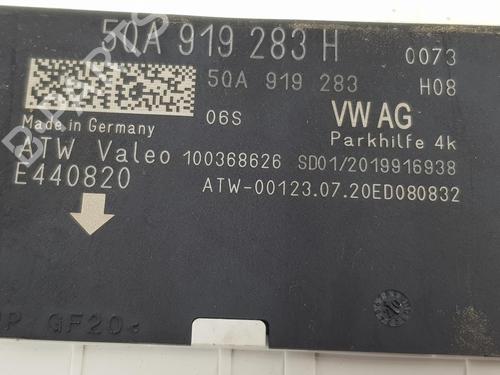 5QA 919 283 H
0073
5QA 919 283
H08
06S
VW AG
Made in Germany
Parkhilfe 4k
ATW Valeo 100368626 SD01/2019916938
E440820
ATW-00123.07.20ED080832
GF20